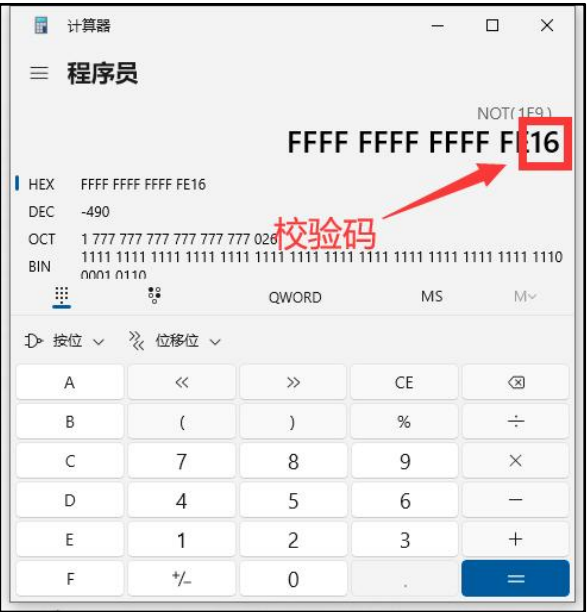 计算器
程序员
NOT( 1E9 )
FFFF FFFF FFFF FE16
HEX FFFF FFFF FFFF FE16
DEC -490
OCT 1 777 777 777 777 777 777 026
校验码
BIN 1111 1111 1111 1111 1111 1111 1111 1111 1111 1111 1111 1111 1111 1110
0001 0110
QWORD MS M
按位 位移位
A << >> CE
B ( ) % ÷
C 7 8 9 ×
D 4 5 6 −
E 1 2 3 +
F +/− 0 . =